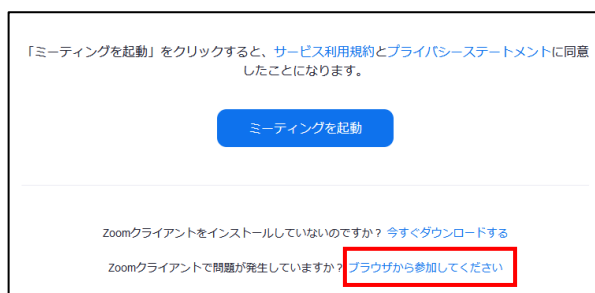 「ミーティングを起動」をクリックすると、サービス利用規約とプライバシーステートメントに同意
したことになります。
ミーティングを起動
Zoomクライアントをインストールしていないのですか？ 今すぐダウンロードする
Zoomクライアントで問題が発生していますか？ ブラウザから参加してください